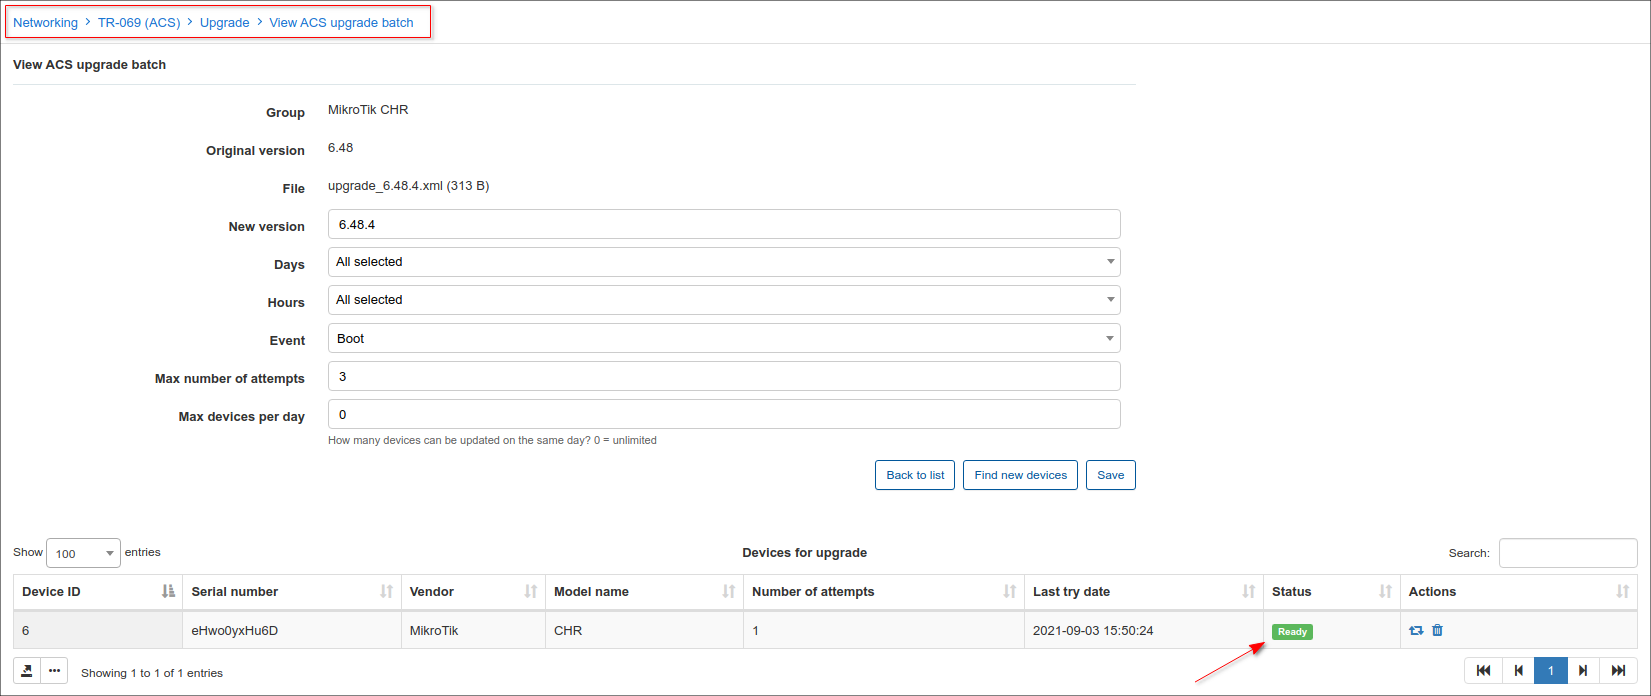 Networking > TR-069 (ACS) > Upgrade > View ACS upgrade batch
View ACS upgrade batch
Group MikroTik CHR
Original version 6.48
File upgrade_6.48.4.xml (313 B)
New version 6.48.4
Days All selected
Hours All selected
Event Boot
Max number of attempts 3
Max devices per day 0
How many devices can be updated on the same day? 0 = unlimited
Back to list Find new devices Save
Show 100 entries Devices for upgrade Search:
Device ID Serial number Vendor Model name Number of attempts Last try date Status Actions
6 eHwo0yxHu6D MikroTik CHR 1 2021-09-03 15:50:24 Ready
Showing 1 to 1 of 1 entries 1